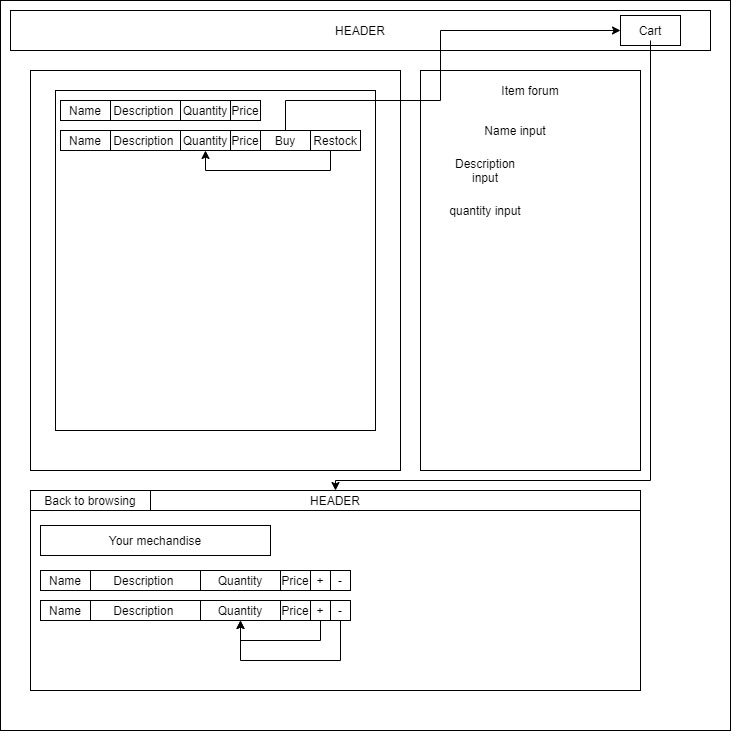 HEADER
Cart
Name Description Quantity Price
Name Description Quantity Price Buy Restock
Item forum
Name input
Description
input
quantity input
Back to browsing
HEADER
Your mechandise
Name Description Quantity Price + -
Name Description Quantity Price + -